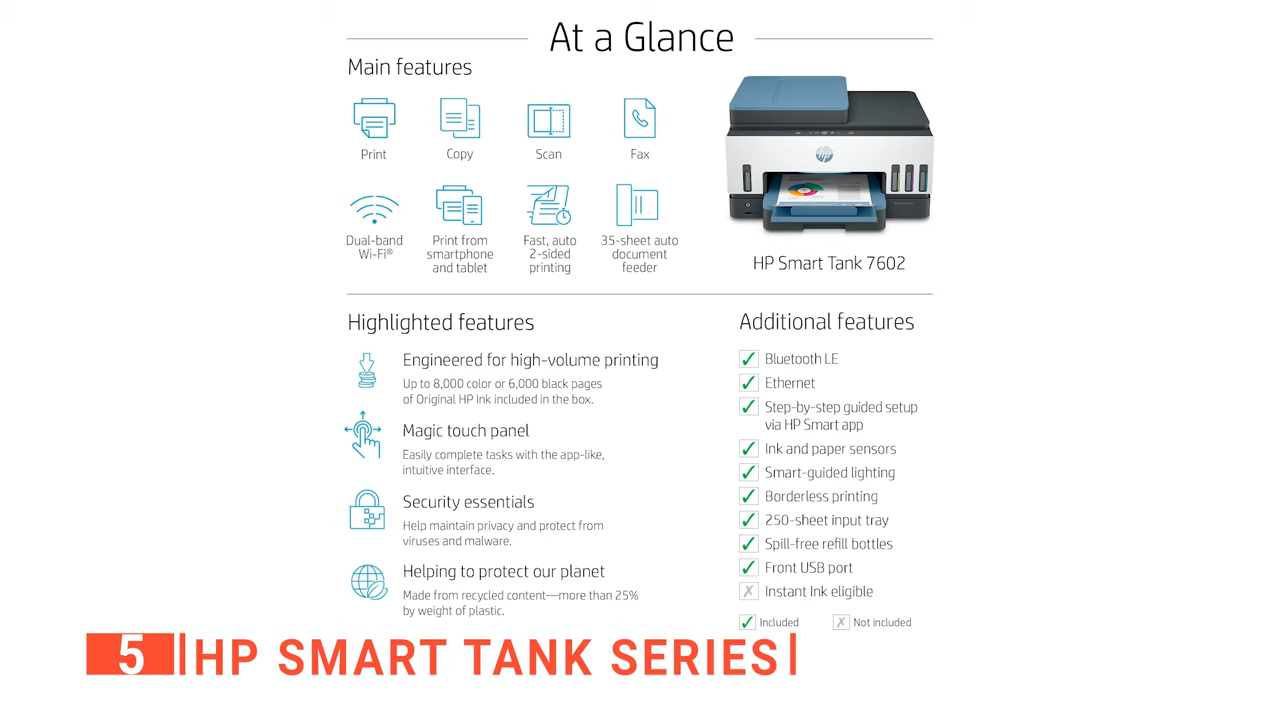 At a Glance
Main features
Print
Copy
Scan
Fax
Dual-band
Wi-Fi®
Print from
smartphone
and tablet
Fast, auto
2-sided
printing
35-sheet auto
document
feeder
hp
HP Smart Tank 7602
Highlighted features
Engineered for high-volume printing
Up to 8,000 color or 6,000 black pages
of Original HP Ink included in the box.
Magic touch panel
Easily complete tasks with the app-like,
intuitive interface.
Security essentials
Help maintain privacy and protect from
viruses and malware.
Helping to protect our planet
Made from recycled content—more than 25%
by weight of plastic.
Additional features
Bluetooth LE
Ethernet
Step-by-step guided setup
via HP Smart app
Ink and paper sensors
Smart-guided lighting
Borderless printing
250-sheet input tray
Spill-free refill bottles
Front USB port
Instant Ink eligible
Included
Not included
5
HP SMART TANK SERIES